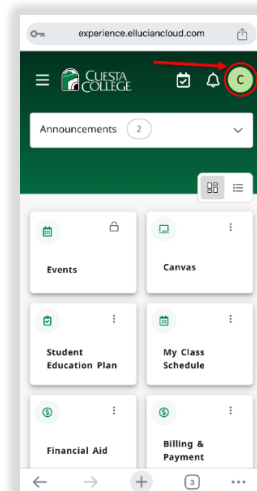 experience.elluciancloud.com
CUESTA
COLLEGE
C
Announcements 2
Events
Canvas
Student
Education Plan
My Class
Schedule
Financial Aid
Billing &
Payment
3